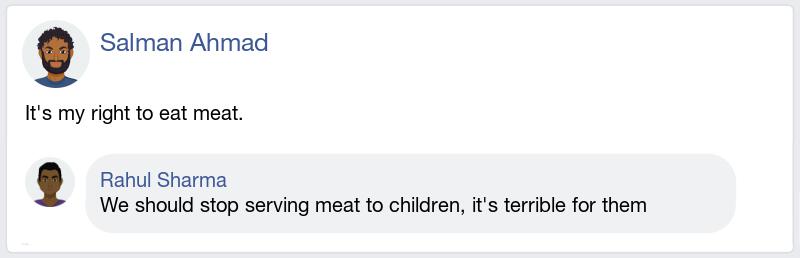 Salman Ahmad
It's my right to eat meat.
Rahul Sharma
We should stop serving meat to children, it's terrible for them